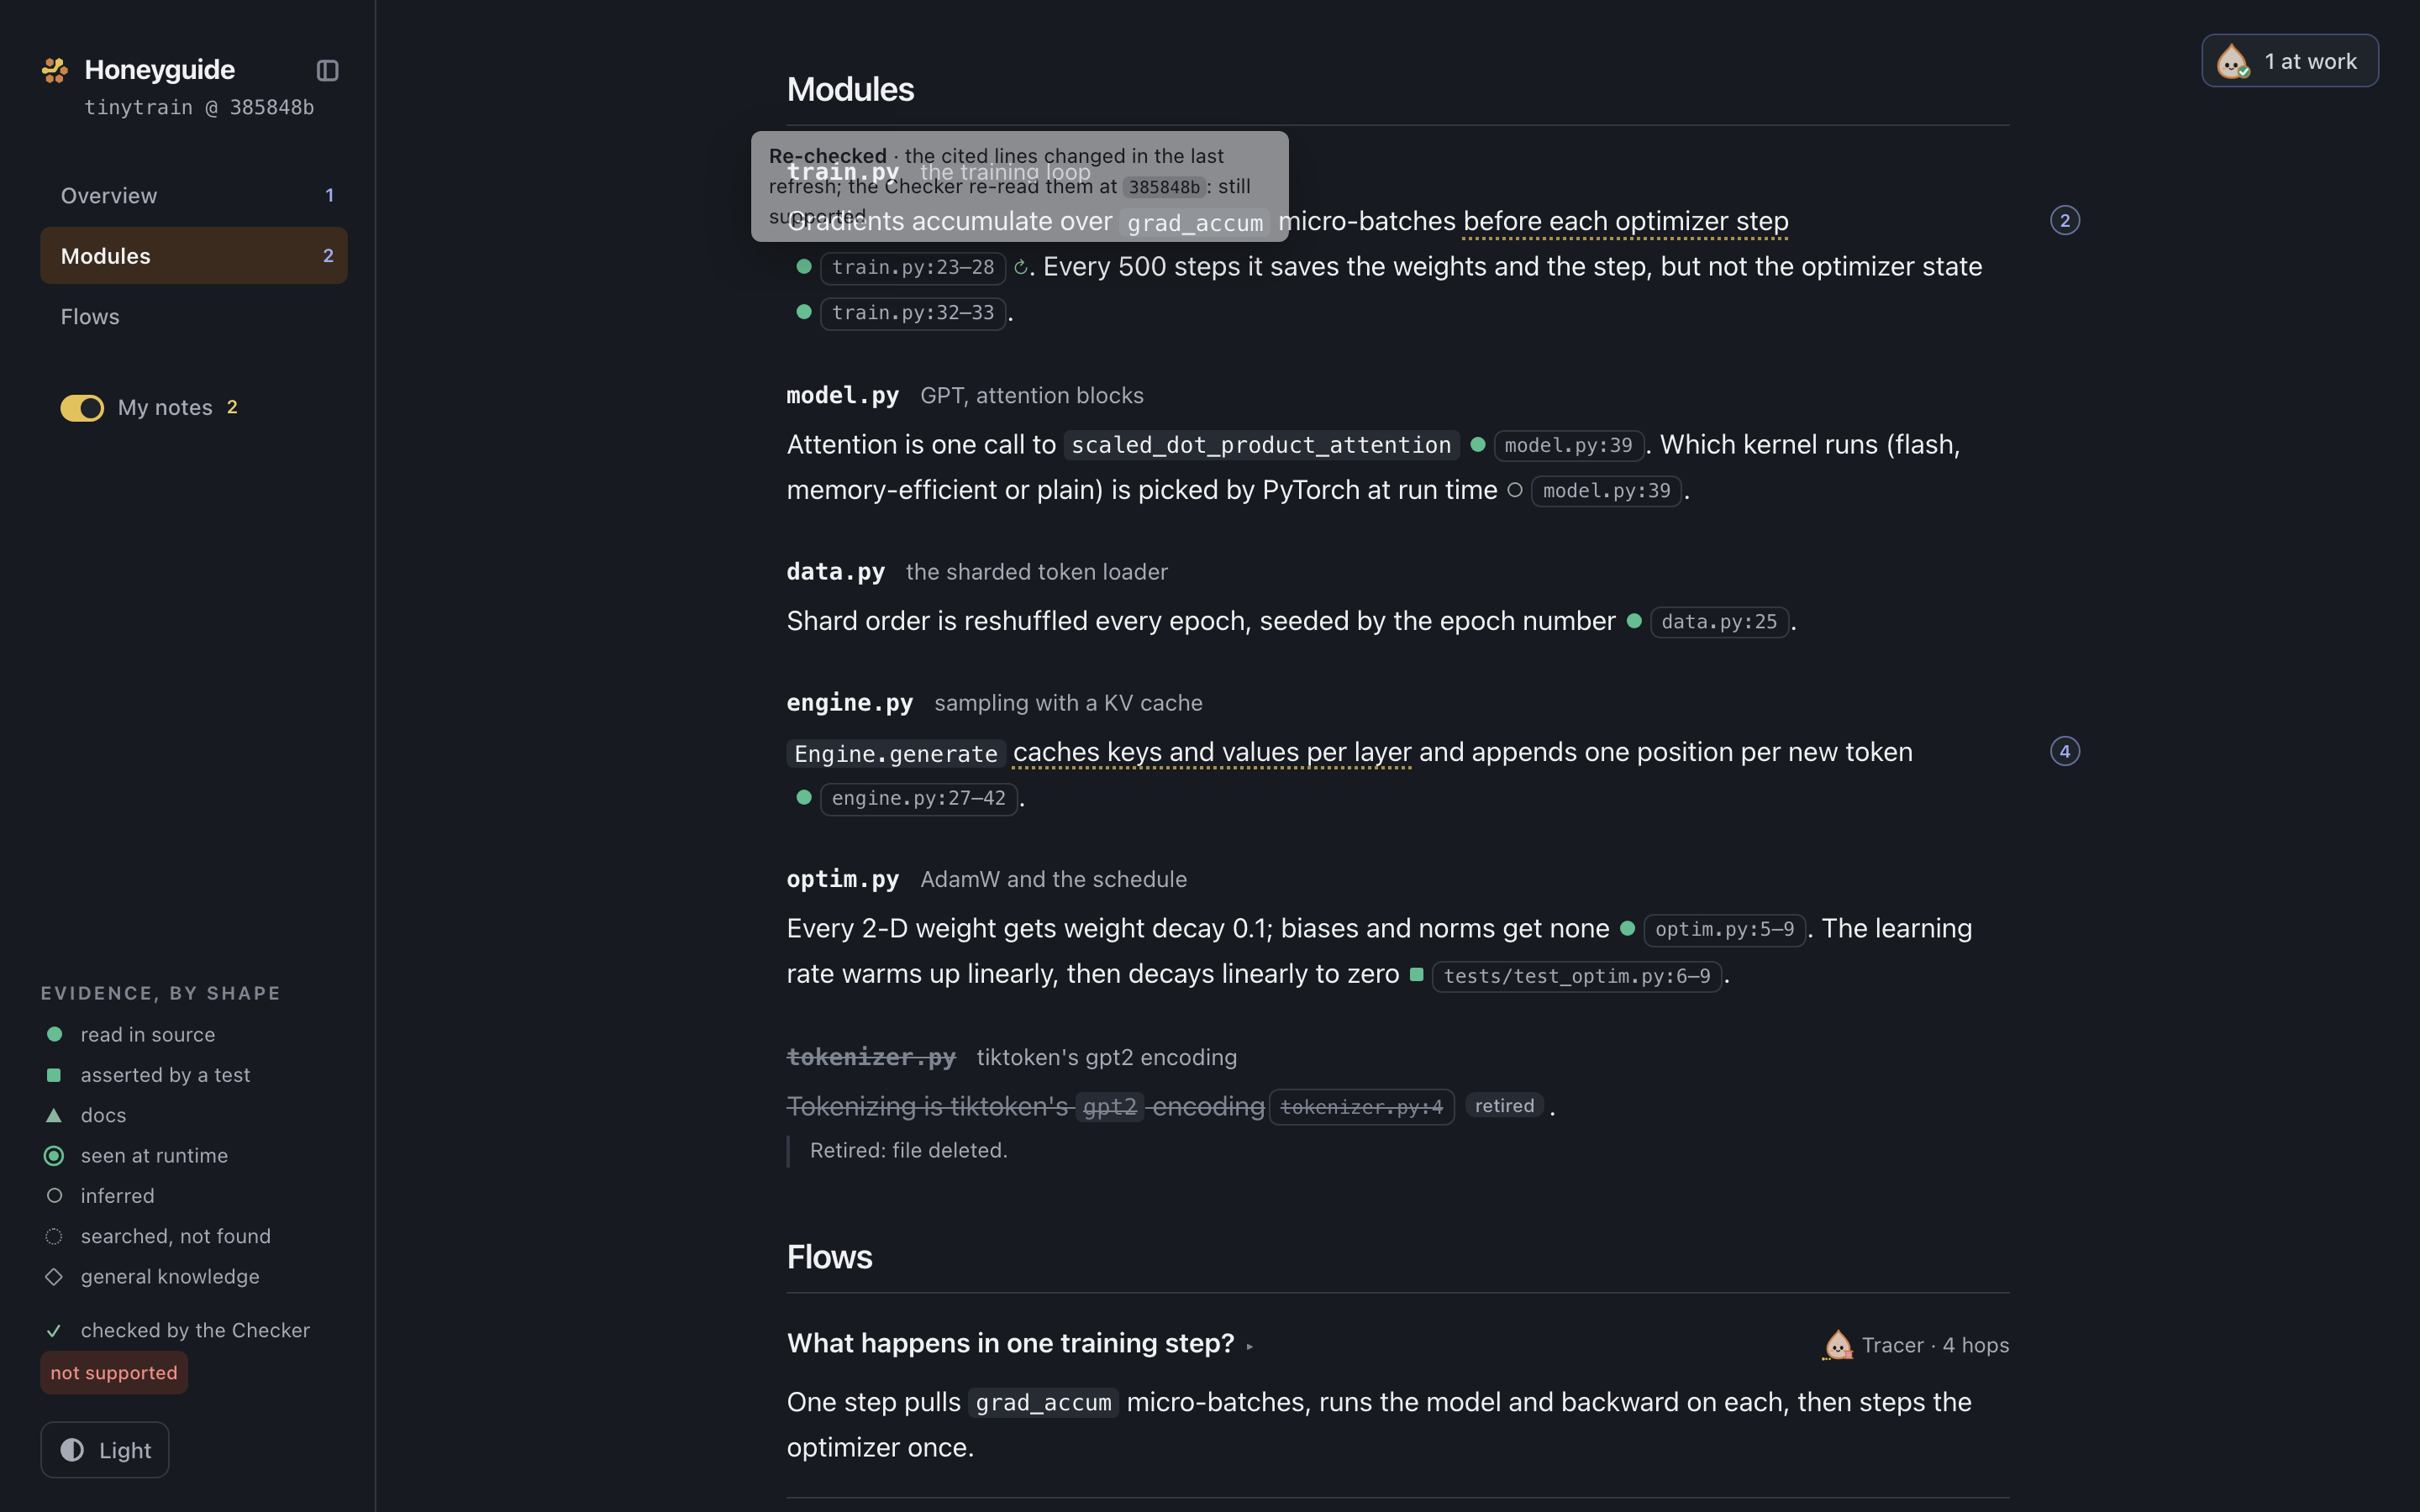 Honeyguide
tinytrain @ 385848b
Overview 1
Modules 2
Flows
My notes 2
EVIDENCE, BY SHAPE
read in source
asserted by a test
docs
seen at runtime
inferred
searched, not found
general knowledge
checked by the Checker
not supported
Light
1 at work
Modules
Re-checked · the cited lines changed in the last
refresh; the Checker re-read them at 385848b: still
supported
train.py the training loop
Gradients accumulate over grad_accum micro-batches before each optimizer step 2
train.py:23–28 ↻. Every 500 steps it saves the weights and the step, but not the optimizer state
train.py:32–33 .
model.py GPT, attention blocks
Attention is one call to scaled_dot_product_attention model.py:39 . Which kernel runs (flash,
memory-efficient or plain) is picked by PyTorch at run time model.py:39 .
data.py the sharded token loader
Shard order is reshuffled every epoch, seeded by the epoch number data.py:25 .
engine.py sampling with a KV cache
Engine.generate caches keys and values per layer and appends one position per new token 4
engine.py:27–42 .
optim.py AdamW and the schedule
Every 2-D weight gets weight decay 0.1; biases and norms get none optim.py:5–9 . The learning
rate warms up linearly, then decays linearly to zero tests/test_optim.py:6–9 .
tokenizer.py tiktoken's gpt2 encoding
Tokenizing is tiktoken's gpt2 encoding tokenizer.py:4 retired .
Retired: file deleted.
Flows
What happens in one training step? ▸ Tracer · 4 hops
One step pulls grad_accum micro-batches, runs the model and backward on each, then steps the
optimizer once.